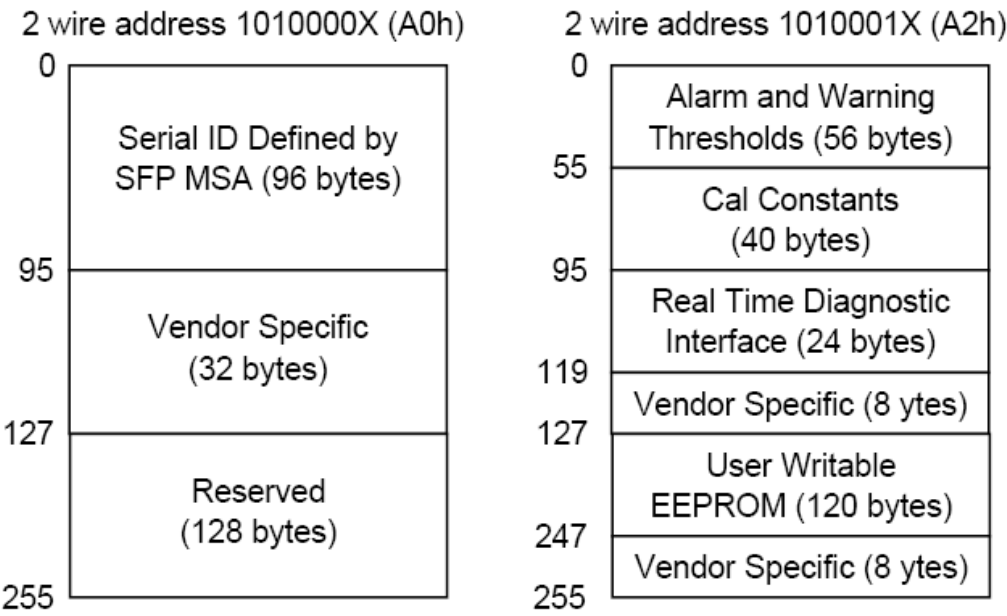 2 wire address 1010000X (A0h)
0
Serial ID Defined by
SFP MSA (96 bytes)
95
Vendor Specific
(32 bytes)
127
Reserved
(128 bytes)
255
2 wire address 1010001X (A2h)
0
Alarm and Warning
Thresholds (56 bytes)
55
Cal Constants
(40 bytes)
95
Real Time Diagnostic
Interface (24 bytes)
119
Vendor Specific (8 ytes)
127
User Writable
EEPROM (120 bytes)
247
Vendor Specific (8 ytes)
255